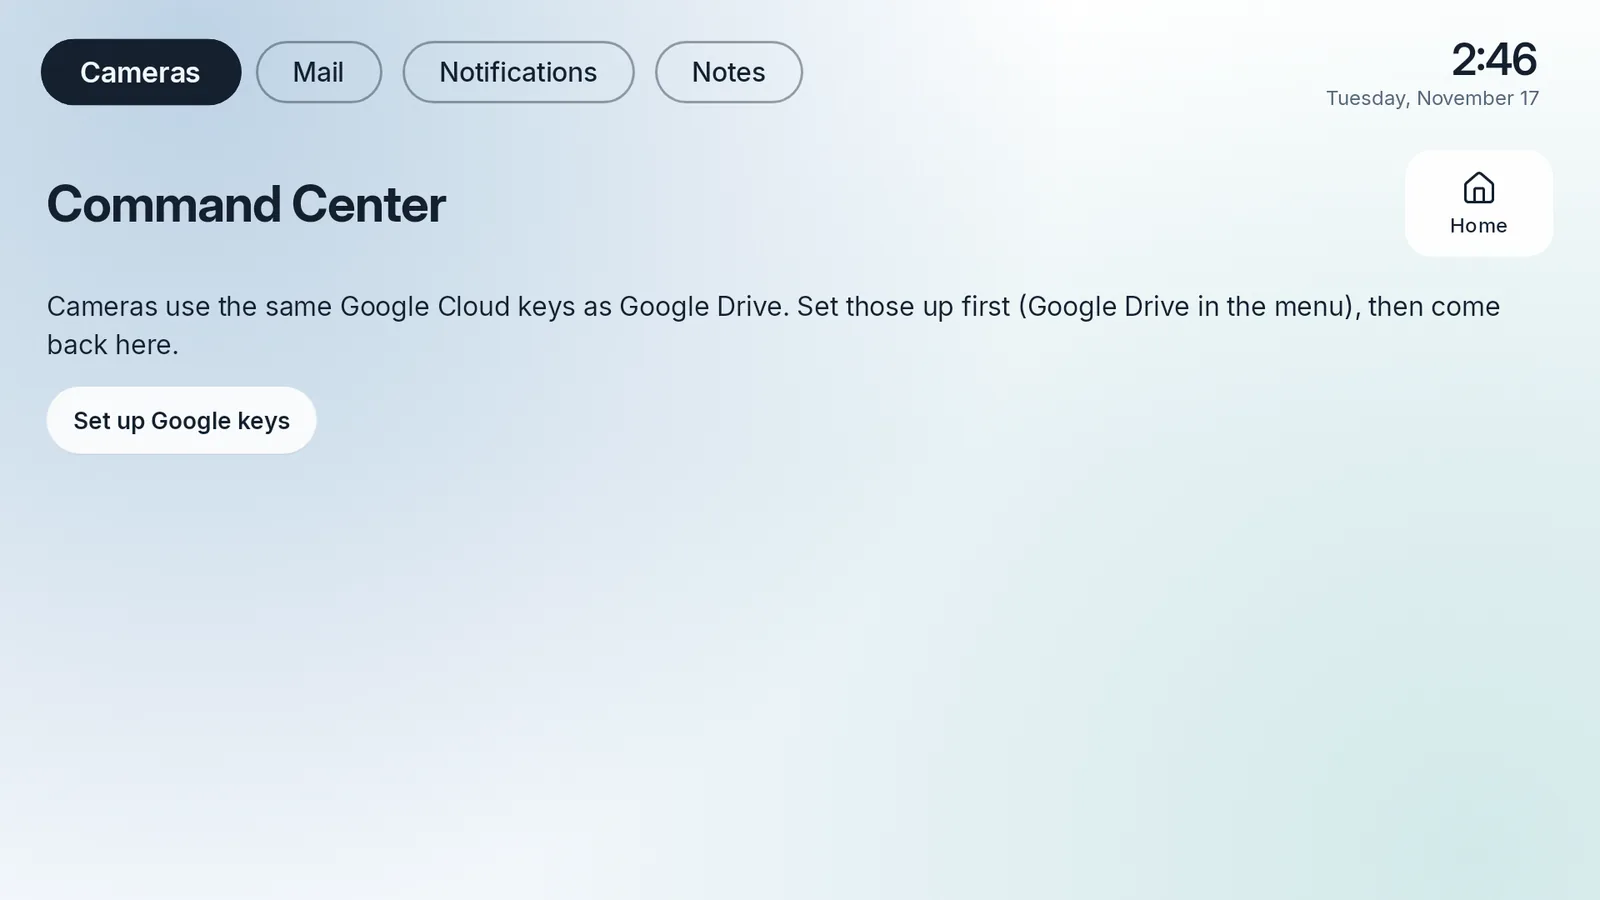 Cameras
Mail
Notifications
Notes
2:46
Tuesday, November 17
Command Center
Home
Cameras use the same Google Cloud keys as Google Drive. Set those up first (Google Drive in the menu), then come
back here.
Set up Google keys